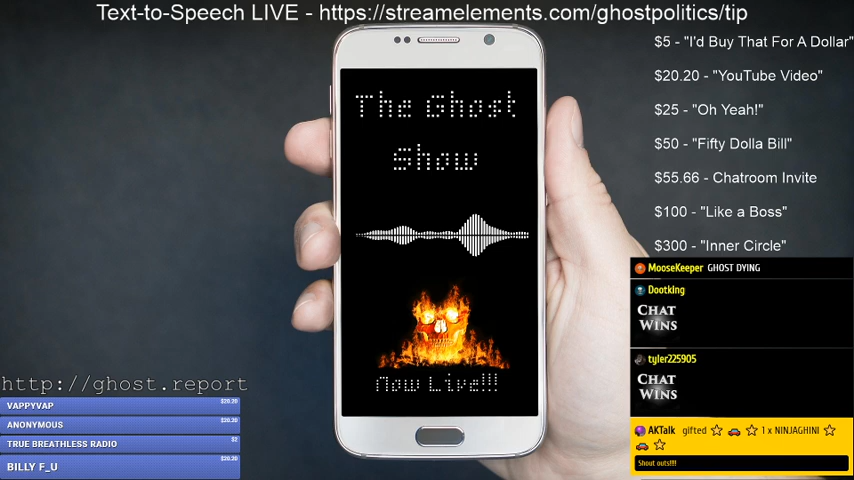 Text-to-Speech LIVE - https://streamelements.com/ghostpolitics/tip
The Ghost
Show
Now Live!!!
$5 - "I'd Buy That For A Dollar"
$20.20 - "YouTube Video"
$25 - "Oh Yeah!"
$50 - "Fifty Dolla Bill"
$55.66 - Chatroom Invite
$100 - "Like a Boss"
$300 - "Inner Circle"
MooseKeeper GHOST DYING
Dootking
CHAT
WINS
tyler225905
CHAT
WINS
AKTalk gifted 1 x NINJAGHINI
Shout outs!!!!
http://ghost.report
VAPPYVAP $20.20
ANONYMOUS $20.20
TRUE BREATHLESS RADIO $2
BILLY F_U $20.20